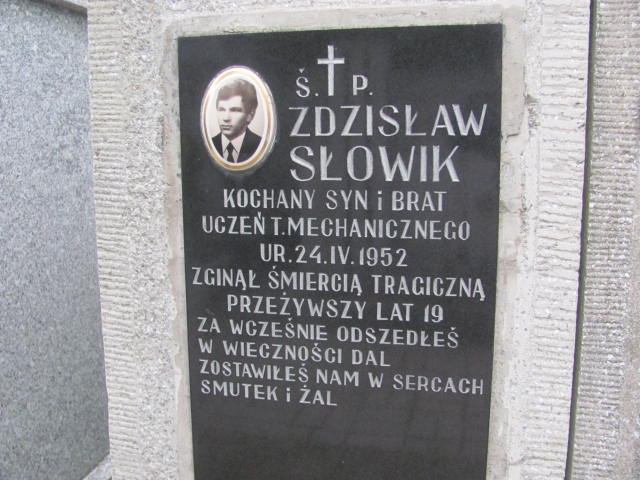 Ś. P.
ZDZISŁAW
SŁOWIK
KOCHANY SYN i BRAT
UCZEŃ T. MECHANICZNEGO
UR. 24. IV. 1952
ZGINĄŁ ŚMIERCIĄ TRAGICZNĄ
PRZEŻYWSZY LAT 19
ZA WCZEŚNIE ODSZEDŁEŚ
W WIECZNOŚCI DAL
ZOSTAWIŁEŚ NAM W SERCACH
SMUTEK i ŻAL